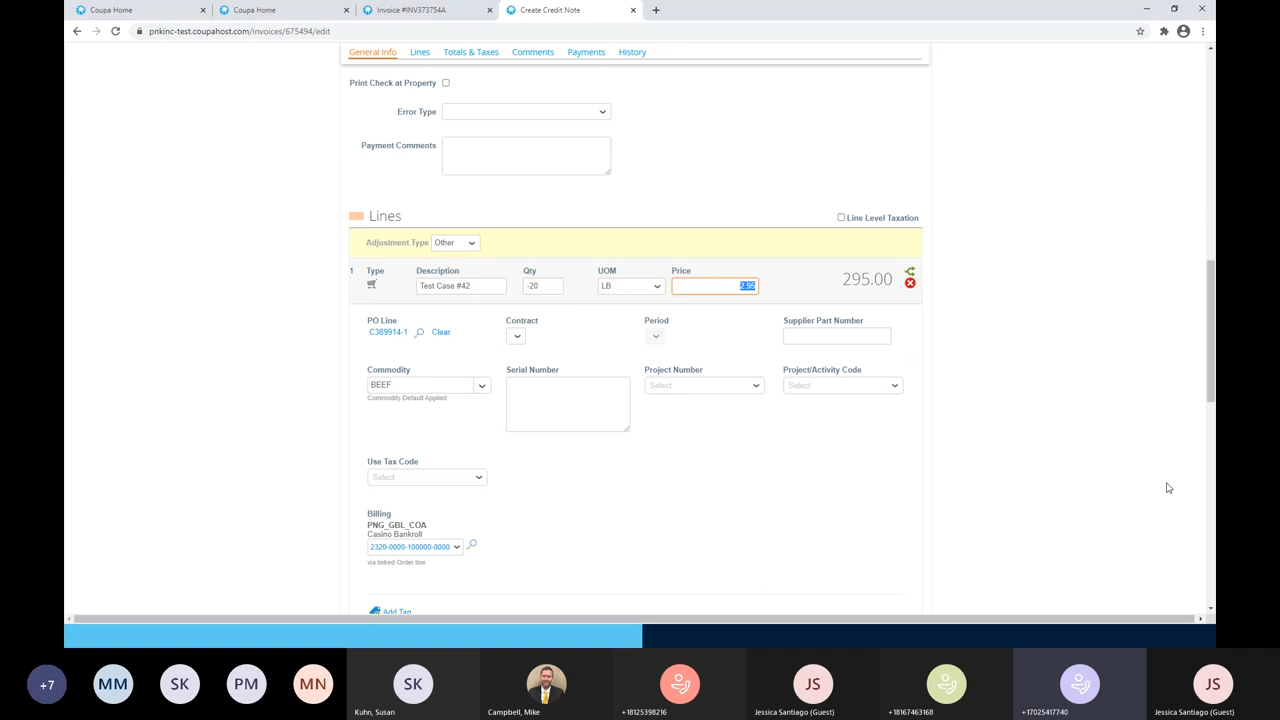 Coupa Home
Coupa Home
Invoice #INV373754A
Create Credit Note
pnkinc-test.coupahost.com/invoices/675494/edit
General Info Lines Totals & Taxes Comments Payments History
Print Check at Property
Error Type
Payment Comments
Lines
Line Level Taxation
Adjustment Type Other
1 Type Description Qty UOM Price
Test Case #42 -20 LB 2.95 295.00
PO Line Contract Period Supplier Part Number
C389914-1 Clear
Commodity Serial Number Project Number Project/Activity Code
BEEF Select Select
Commodity Default Applied
Use Tax Code
Select
Billing
PNG_GBL_COA
Casino Bankroll
2320-0000-100000-0000
via linked Order line
Add Tag
+7 MM SK PM MN SK JS JS
Kuhn, Susan Campbell, Mike +18125398216 Jessica Santiago (Guest) +18167463168 +17025417740 Jessica Santiago (Guest)